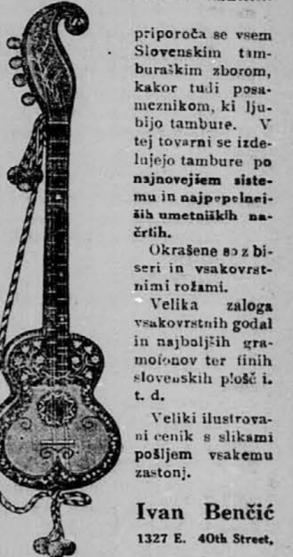 priporoča se vsem
Slovenskim tam-
buraškim zborom,
kakor tudi posa-
meznikom, ki lju-
bijo tambure. V
tej tovarni se izde-
lujejo tambure po
najnovejšem siste-
mu in najpopolnei-
ših umetniških na-
črtih.
Okrašene so z bi-
seri in vsakovrst-
nimi rožami.
Velika zaloga
vsakovrstnih godal
in najboljših gra-
mofonov ter finih
slovenskih plošč i.
t. d.
Veliki ilustrova-
ni cenik s slikami
pošljem vsakemu
zastonj.
Ivan Benčić
1327 E. 40th Street,